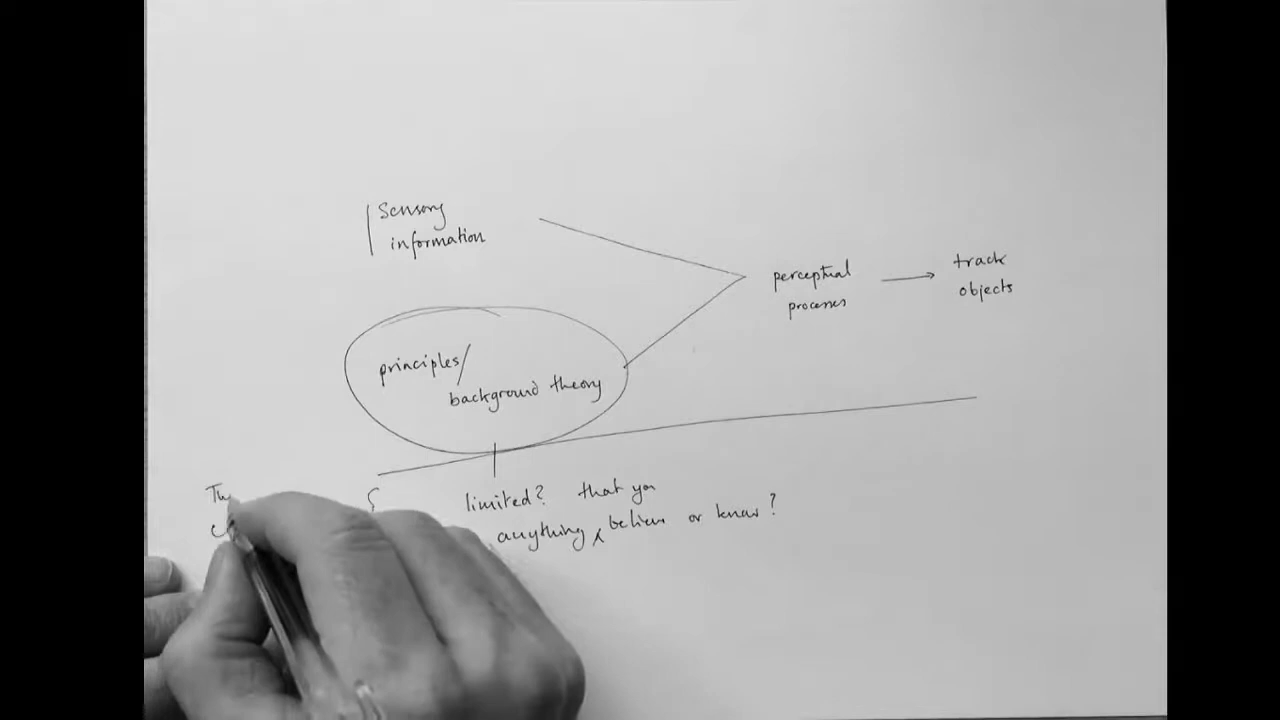 sensory
information
perceptual
processes
track
objects
principles/
background theory
limited? that you
anything believe or know?